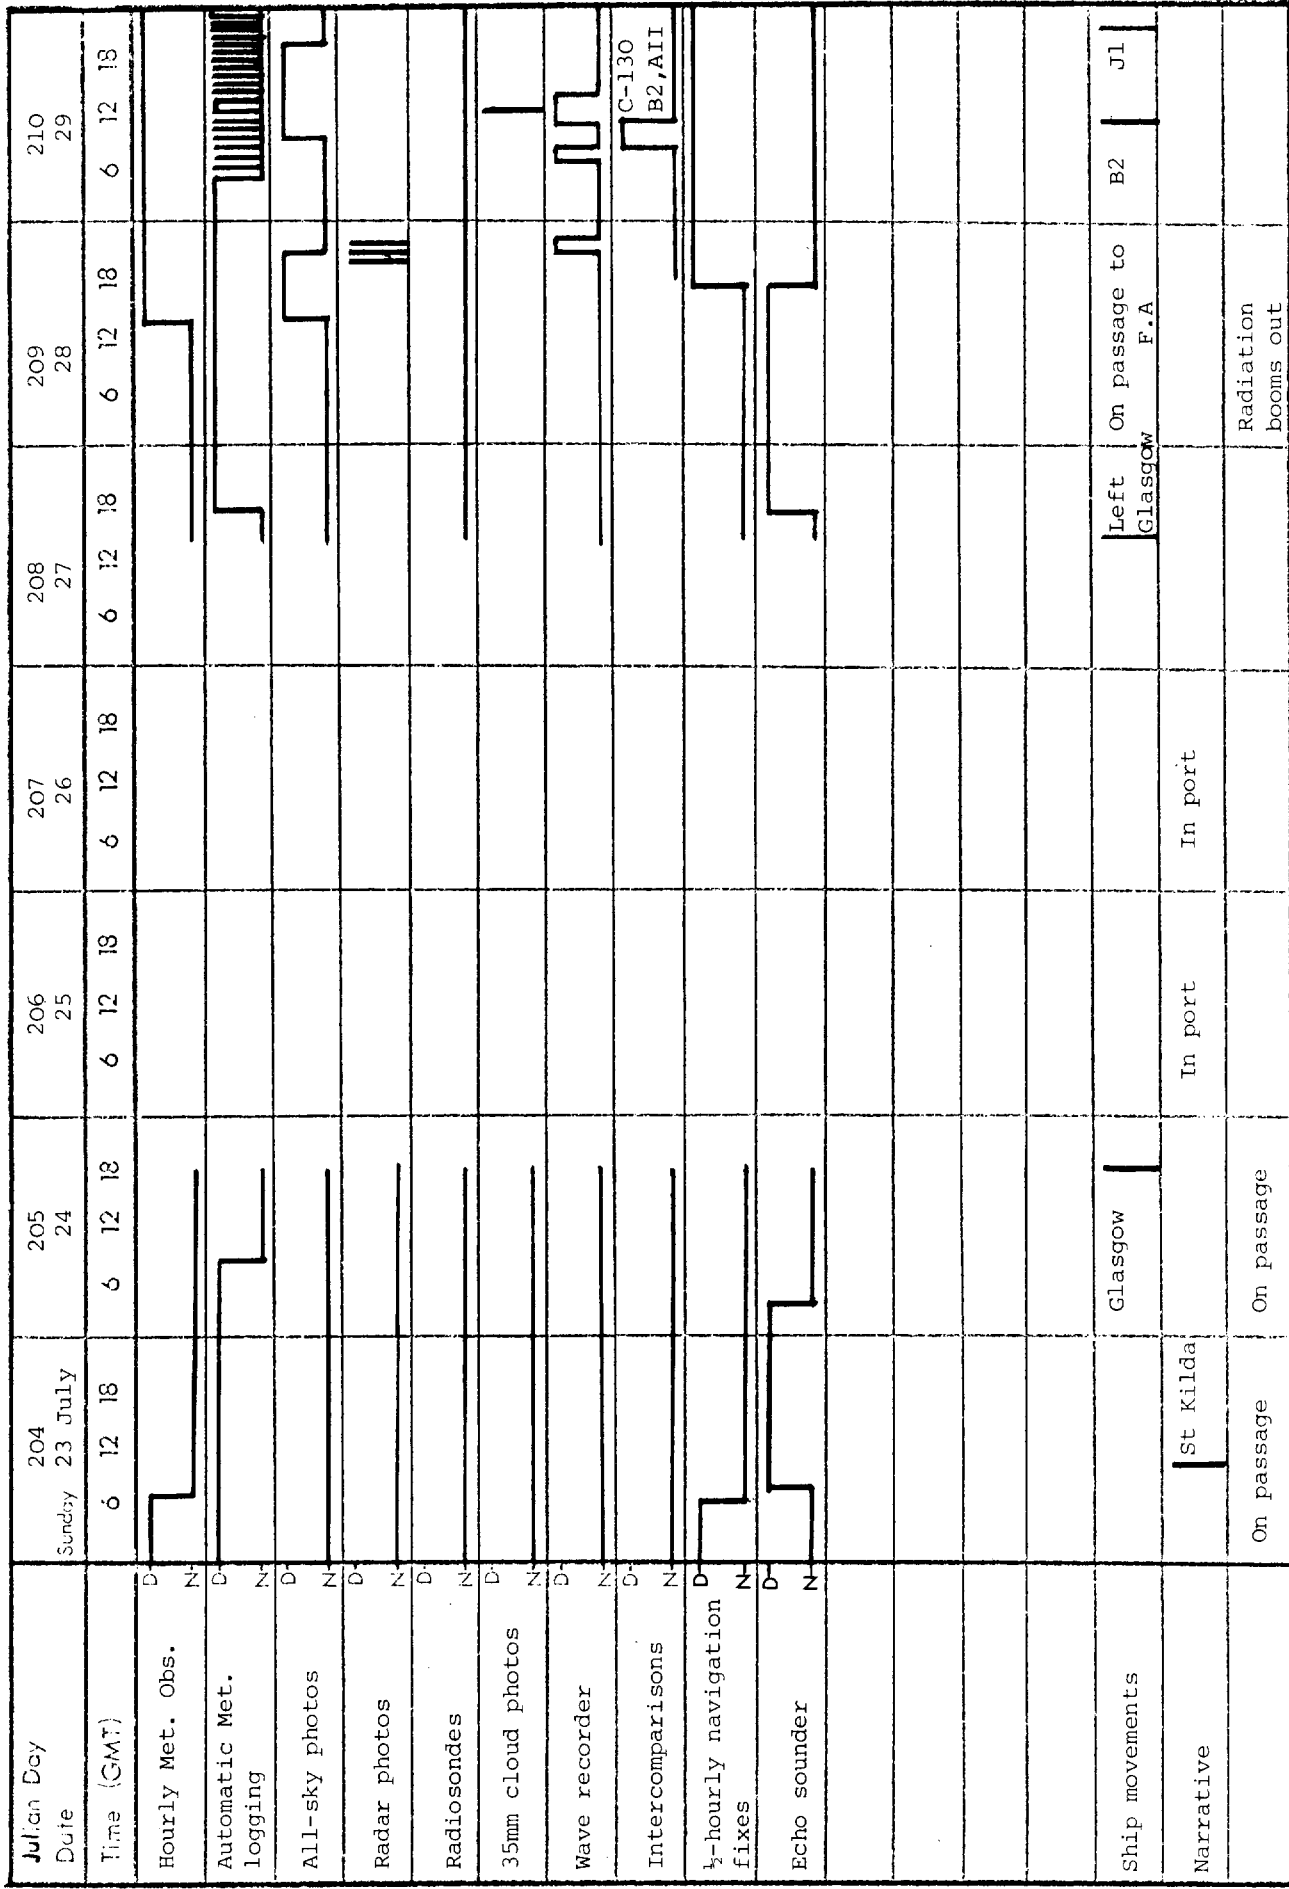 Julian Day 204 205 206 207 208 209 210
Date Sunday 23 July 24 25 26 27 28 29
Time (GMT) 6 12 18 6 12 18 6 12 18 6 12 18 6 12 18 6 12 18 6 12 18
Hourly Met. Obs. D N
Automatic Met. D
logging N
All-sky photos D N
Radar photos D N
Radiosondes D N
35mm cloud photos D N
Wave recorder D N
Intercomparisons D N C-130
B2,AII
½-hourly navigation D
fixes N
Echo sounder D N
Ship movements Glasgow Left On passage to B2 J1
Glasgow F.A
Narrative St Kilda In port In port
On passage On passage Radiation
booms out